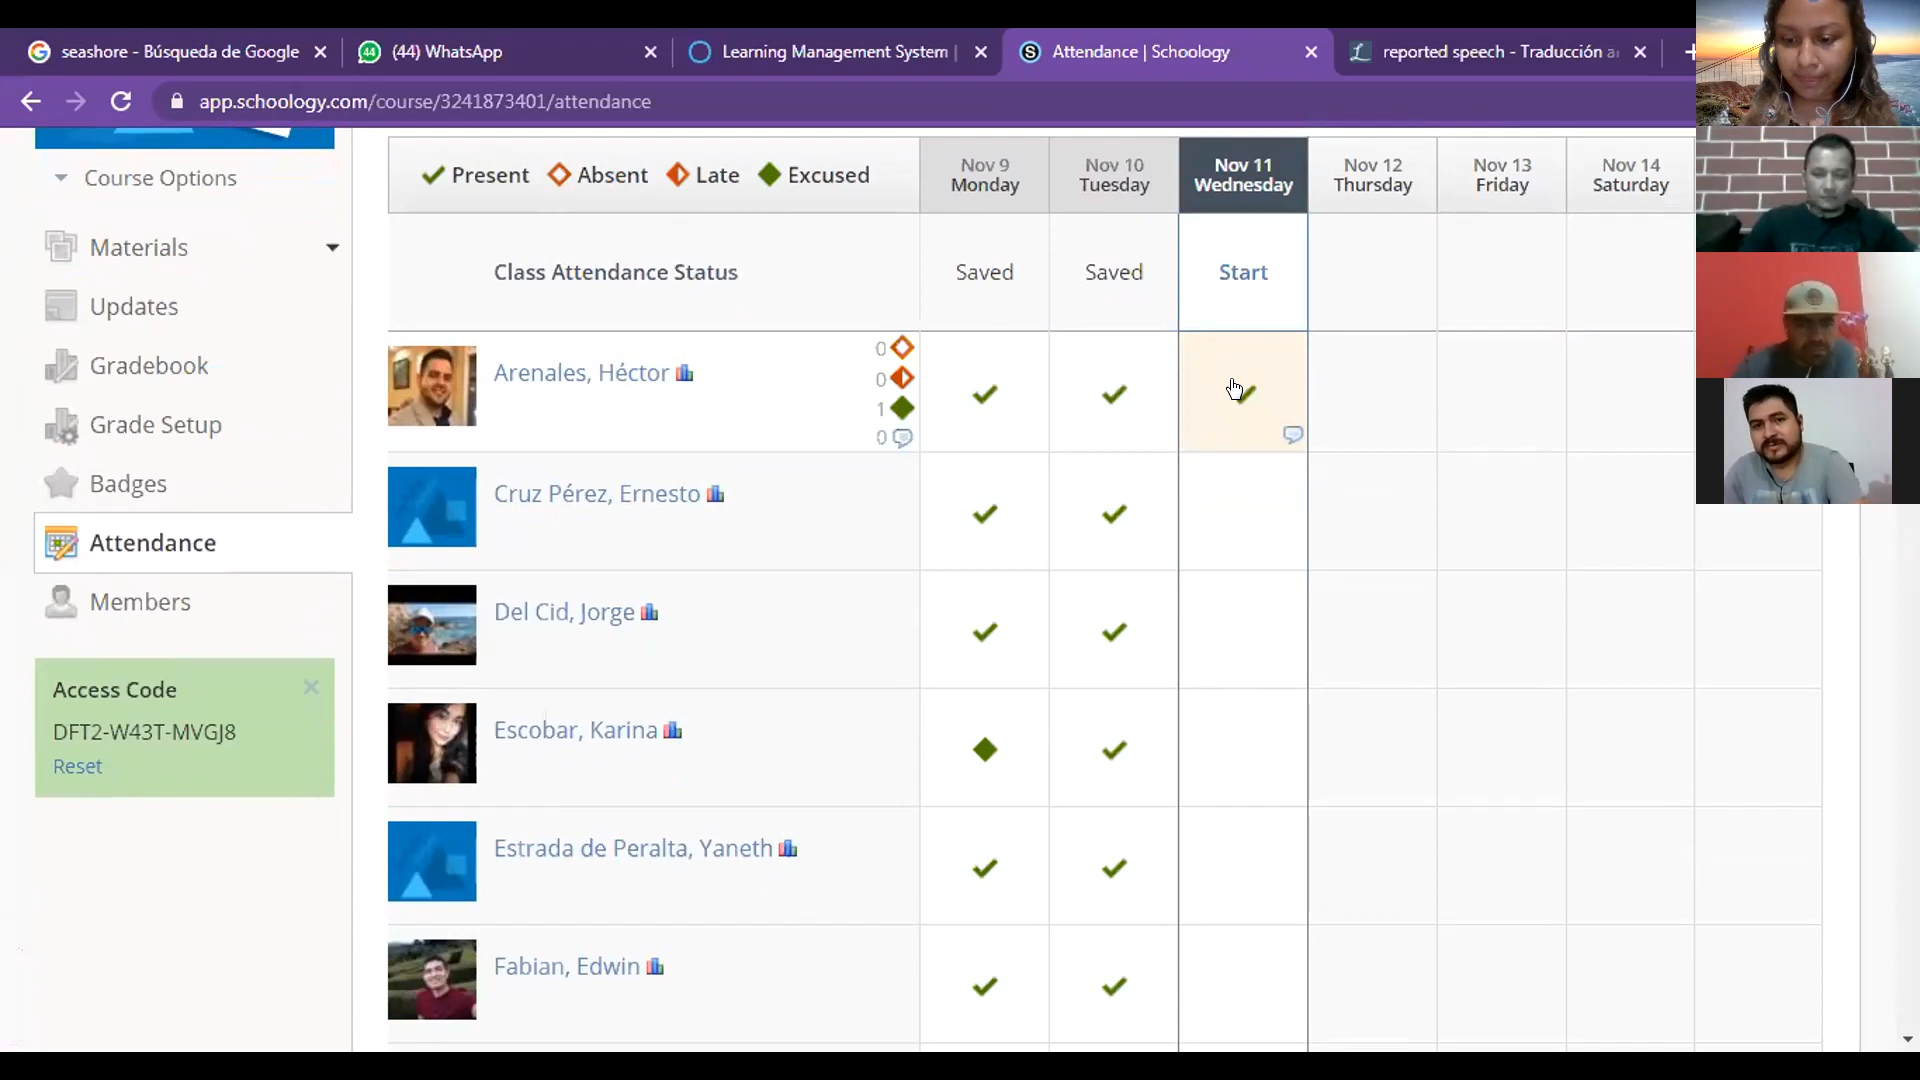 seashore - Búsqueda de Google
44
(44) WhatsApp
Learning Management System |
S
Attendance | Schoology
L
reported speech - Traducción a
app.schoology.com/course/3241873401/attendance
Course Options
Materials
Updates
Gradebook
Grade Setup
Badges
Attendance
Members
Access Code
DFT2-W43T-MVGJ8
Reset
Present
Absent
Late
Excused
Nov 9
Monday
Nov 10
Tuesday
Nov 11
Wednesday
Nov 12
Thursday
Nov 13
Friday
Nov 14
Saturday
Class Attendance Status
Saved
Saved
Start
Arenales, Héctor
0
0
1
0
Cruz Pérez, Ernesto
Del Cid, Jorge
Escobar, Karina
Estrada de Peralta, Yaneth
Fabian, Edwin